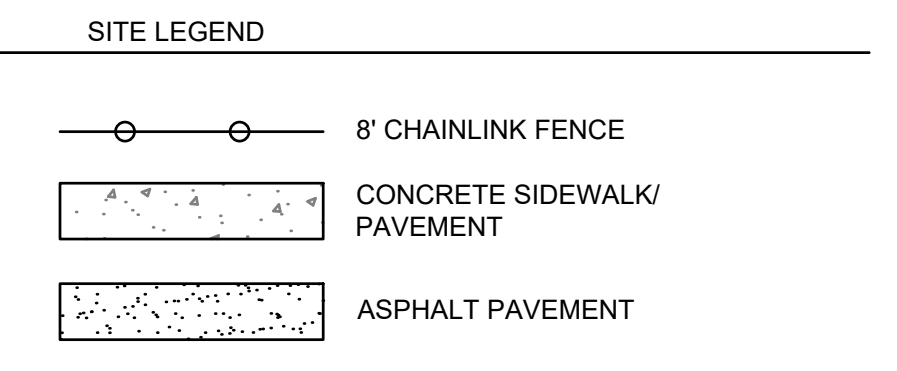 SITE LEGEND
8' CHAINLINK FENCE
CONCRETE SIDEWALK/
PAVEMENT
ASPHALT PAVEMENT